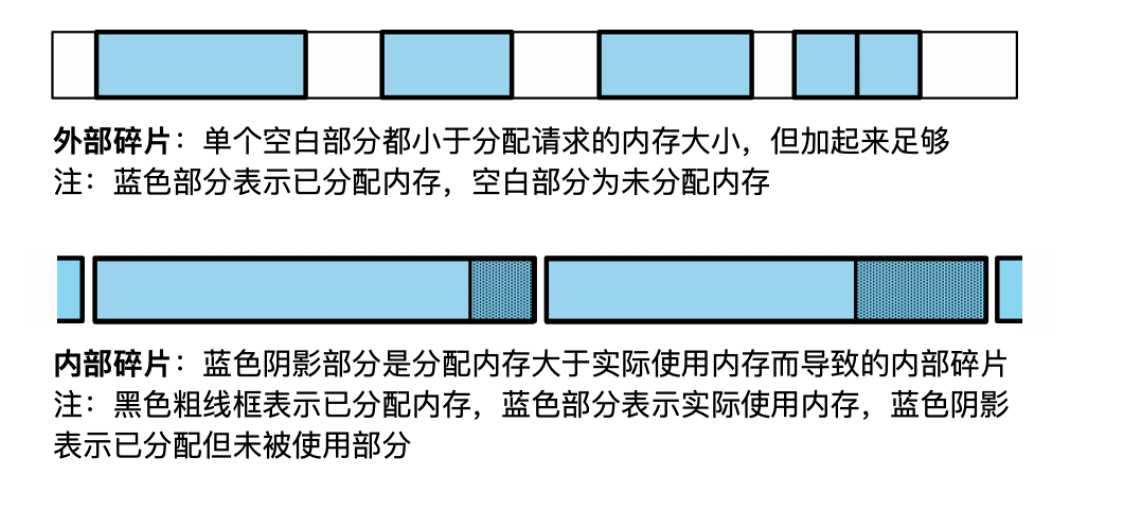 外部碎片：单个空白部分都小于分配请求的内存大小，但加起来足够
注：蓝色部分表示已分配内存，空白部分为未分配内存
内部碎片：蓝色阴影部分是分配内存大于实际使用内存而导致的内部碎片
注：黑色粗线框表示已分配内存，蓝色部分表示实际使用内存，蓝色阴影
表示已分配但未被使用部分